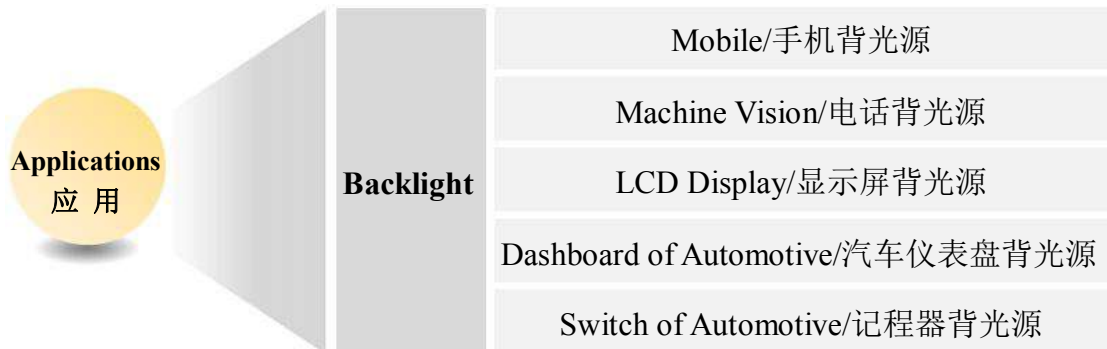 Applications
应 用
Backlight
Mobile/手机背光源
Machine Vision/电话背光源
LCD Display/显示屏背光源
Dashboard of Automotive/汽车仪表盘背光源
Switch of Automotive/记程器背光源